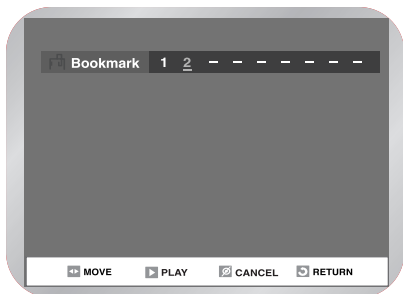 Bookmark 1 2 – – – – – – –
MOVE PLAY CANCEL RETURN